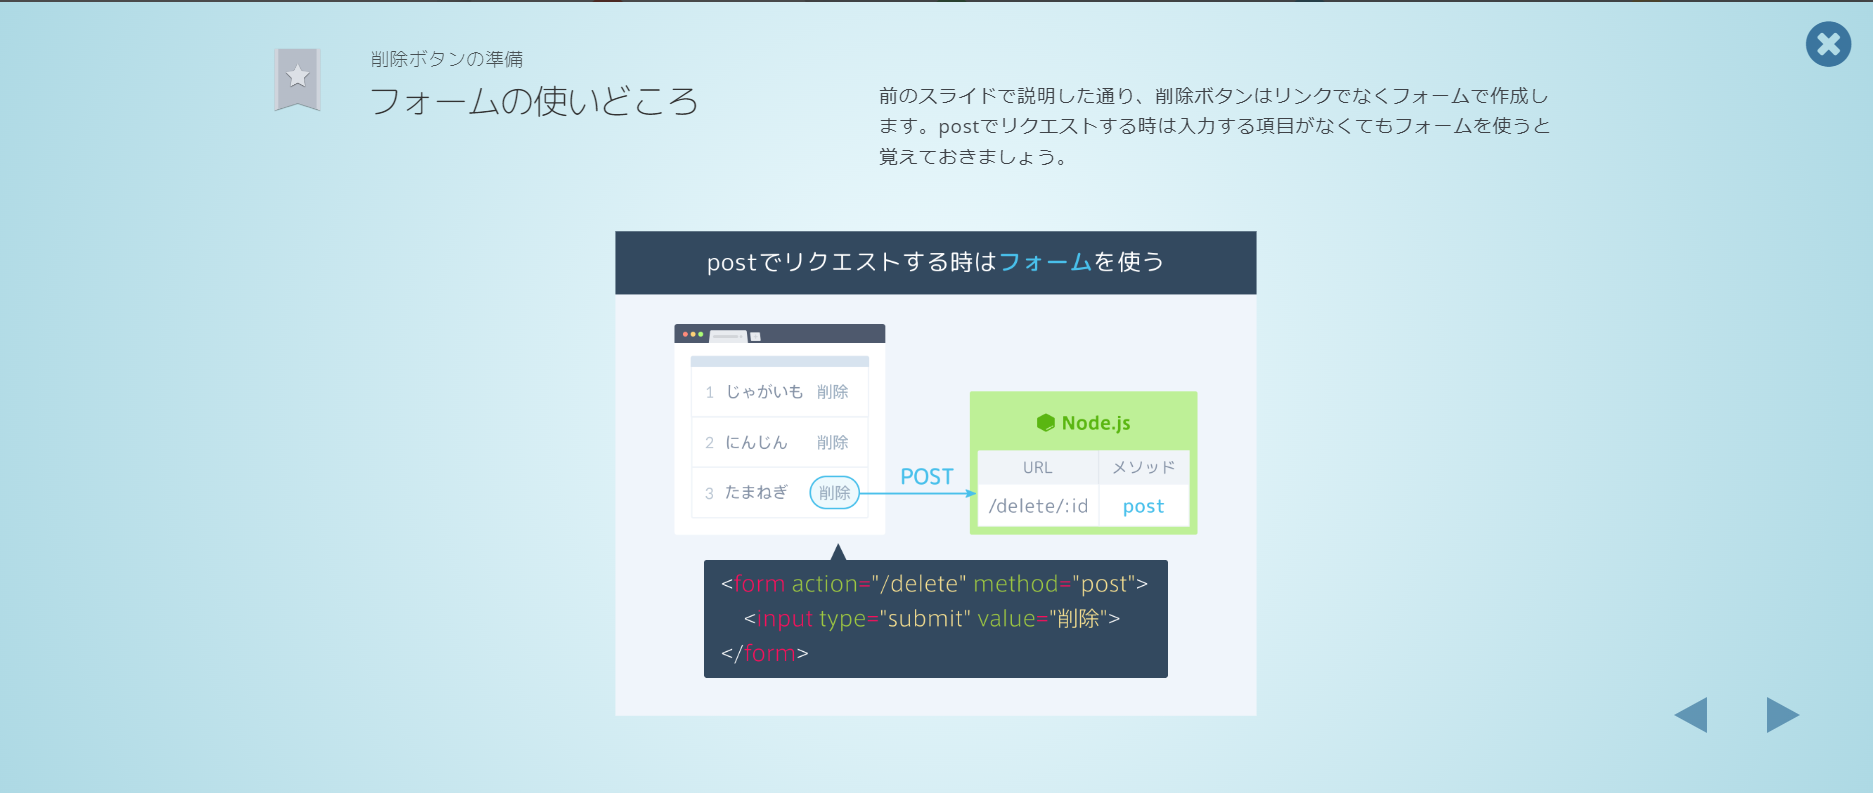 削除ボタンの準備
フォームの使いどころ
前のスライドで説明した通り、削除ボタンはリンクでなくフォームで作成し
ます。postでリクエストする時は入力する項目がなくてもフォームを使うと
覚えておきましょう。
postでリクエストする時はフォームを使う
1 じゃがいも 削除
2 にんじん 削除
3 たまねぎ 削除
POST
Node.js
URL メソッド
/delete/:id post
<form action="/delete" method="post">
<input type="submit" value="削除">
</form>